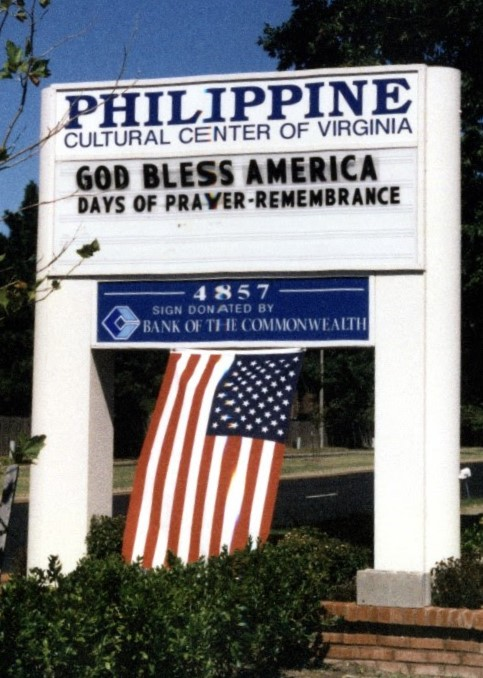 PHILIPPINE
CULTURAL CENTER OF VIRGINIA
GOD BLESS AMERICA
DAYS OF PRAYER-REMEMBRANCE
4857
SIGN DONATED BY
BANK OF THE COMMONWEALTH